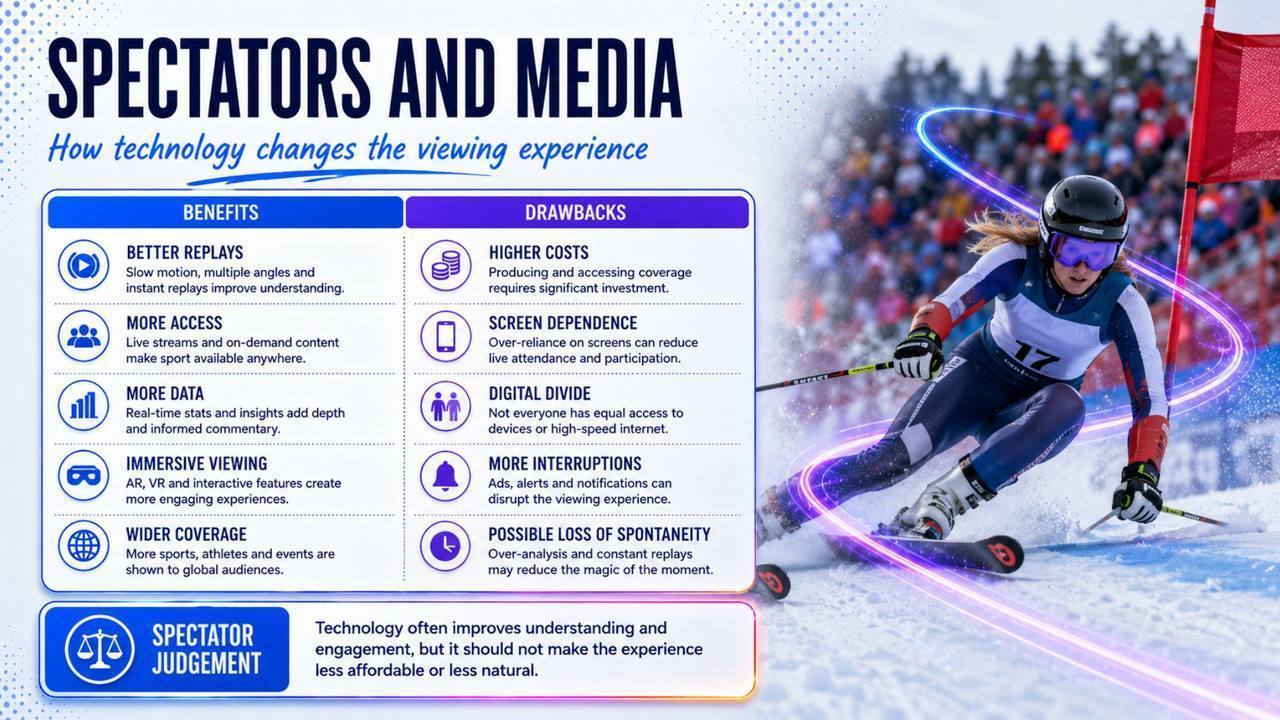 SPECTATORS AND MEDIA
How technology changes the viewing experience
BENEFITS
BETTER REPLAYS
Slow motion, multiple angles and
instant replays improve understanding.
MORE ACCESS
Live streams and on-demand content
make sport available anywhere.
MORE DATA
Real-time stats and insights add depth
and informed commentary.
IMMERSIVE VIEWING
AR, VR and interactive features create
more engaging experiences.
WIDER COVERAGE
More sports, athletes and events are
shown to global audiences.
DRAWBACKS
HIGHER COSTS
Producing and accessing coverage
requires significant investment.
SCREEN DEPENDENCE
Over-reliance on screens can reduce
live attendance and participation.
DIGITAL DIVIDE
Not everyone has equal access to
devices or high-speed internet.
MORE INTERRUPTIONS
Ads, alerts and notifications can
disrupt the viewing experience.
POSSIBLE LOSS OF SPONTANEITY
Over-analysis and constant replays
may reduce the magic of the moment.
SPECTATOR
JUDGEMENT
Technology often improves understanding and
engagement, but it should not make the experience
less affordable or less natural.
17